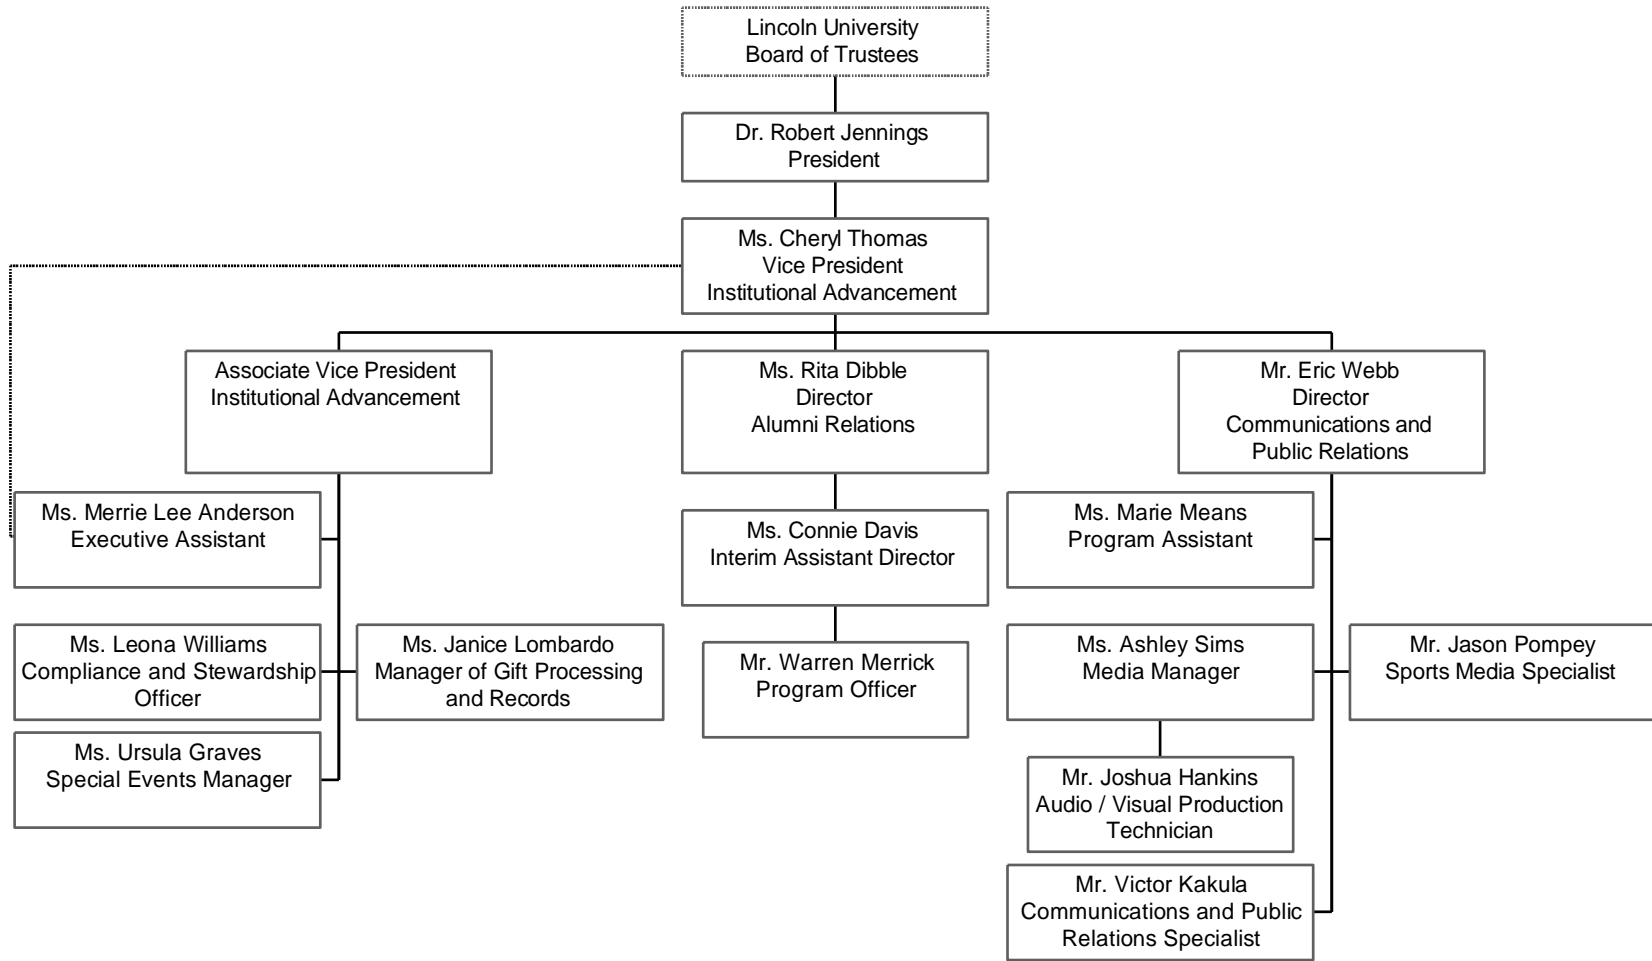 Lincoln University
Board of Trustees
Dr. Robert Jennings
President
Ms. Cheryl Thomas
Vice President
Institutional Advancement
Associate Vice President
Institutional Advancement
Ms. Rita Dibble
Director
Alumni Relations
Mr. Eric Webb
Director
Communications and
Public Relations
Ms. Merrie Lee Anderson
Executive Assistant
Ms. Connie Davis
Interim Assistant Director
Ms. Marie Means
Program Assistant
Ms. Leona Williams
Compliance and Stewardship
Officer
Ms. Janice Lombardo
Manager of Gift Processing
and Records
Mr. Warren Merrick
Program Officer
Ms. Ashley Sims
Media Manager
Mr. Jason Pompey
Sports Media Specialist
Ms. Ursula Graves
Special Events Manager
Mr. Joshua Hankins
Audio / Visual Production
Technician
Mr. Victor Kakula
Communications and Public
Relations Specialist